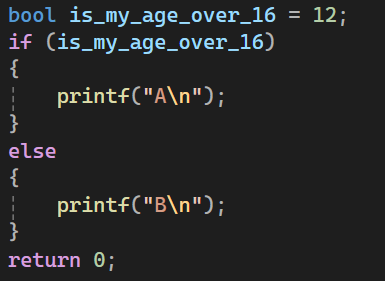 bool is_my_age_over_16 = 12;
if (is_my_age_over_16)
{
    printf("A\n");
}
else
{
    printf("B\n");
}
return 0;